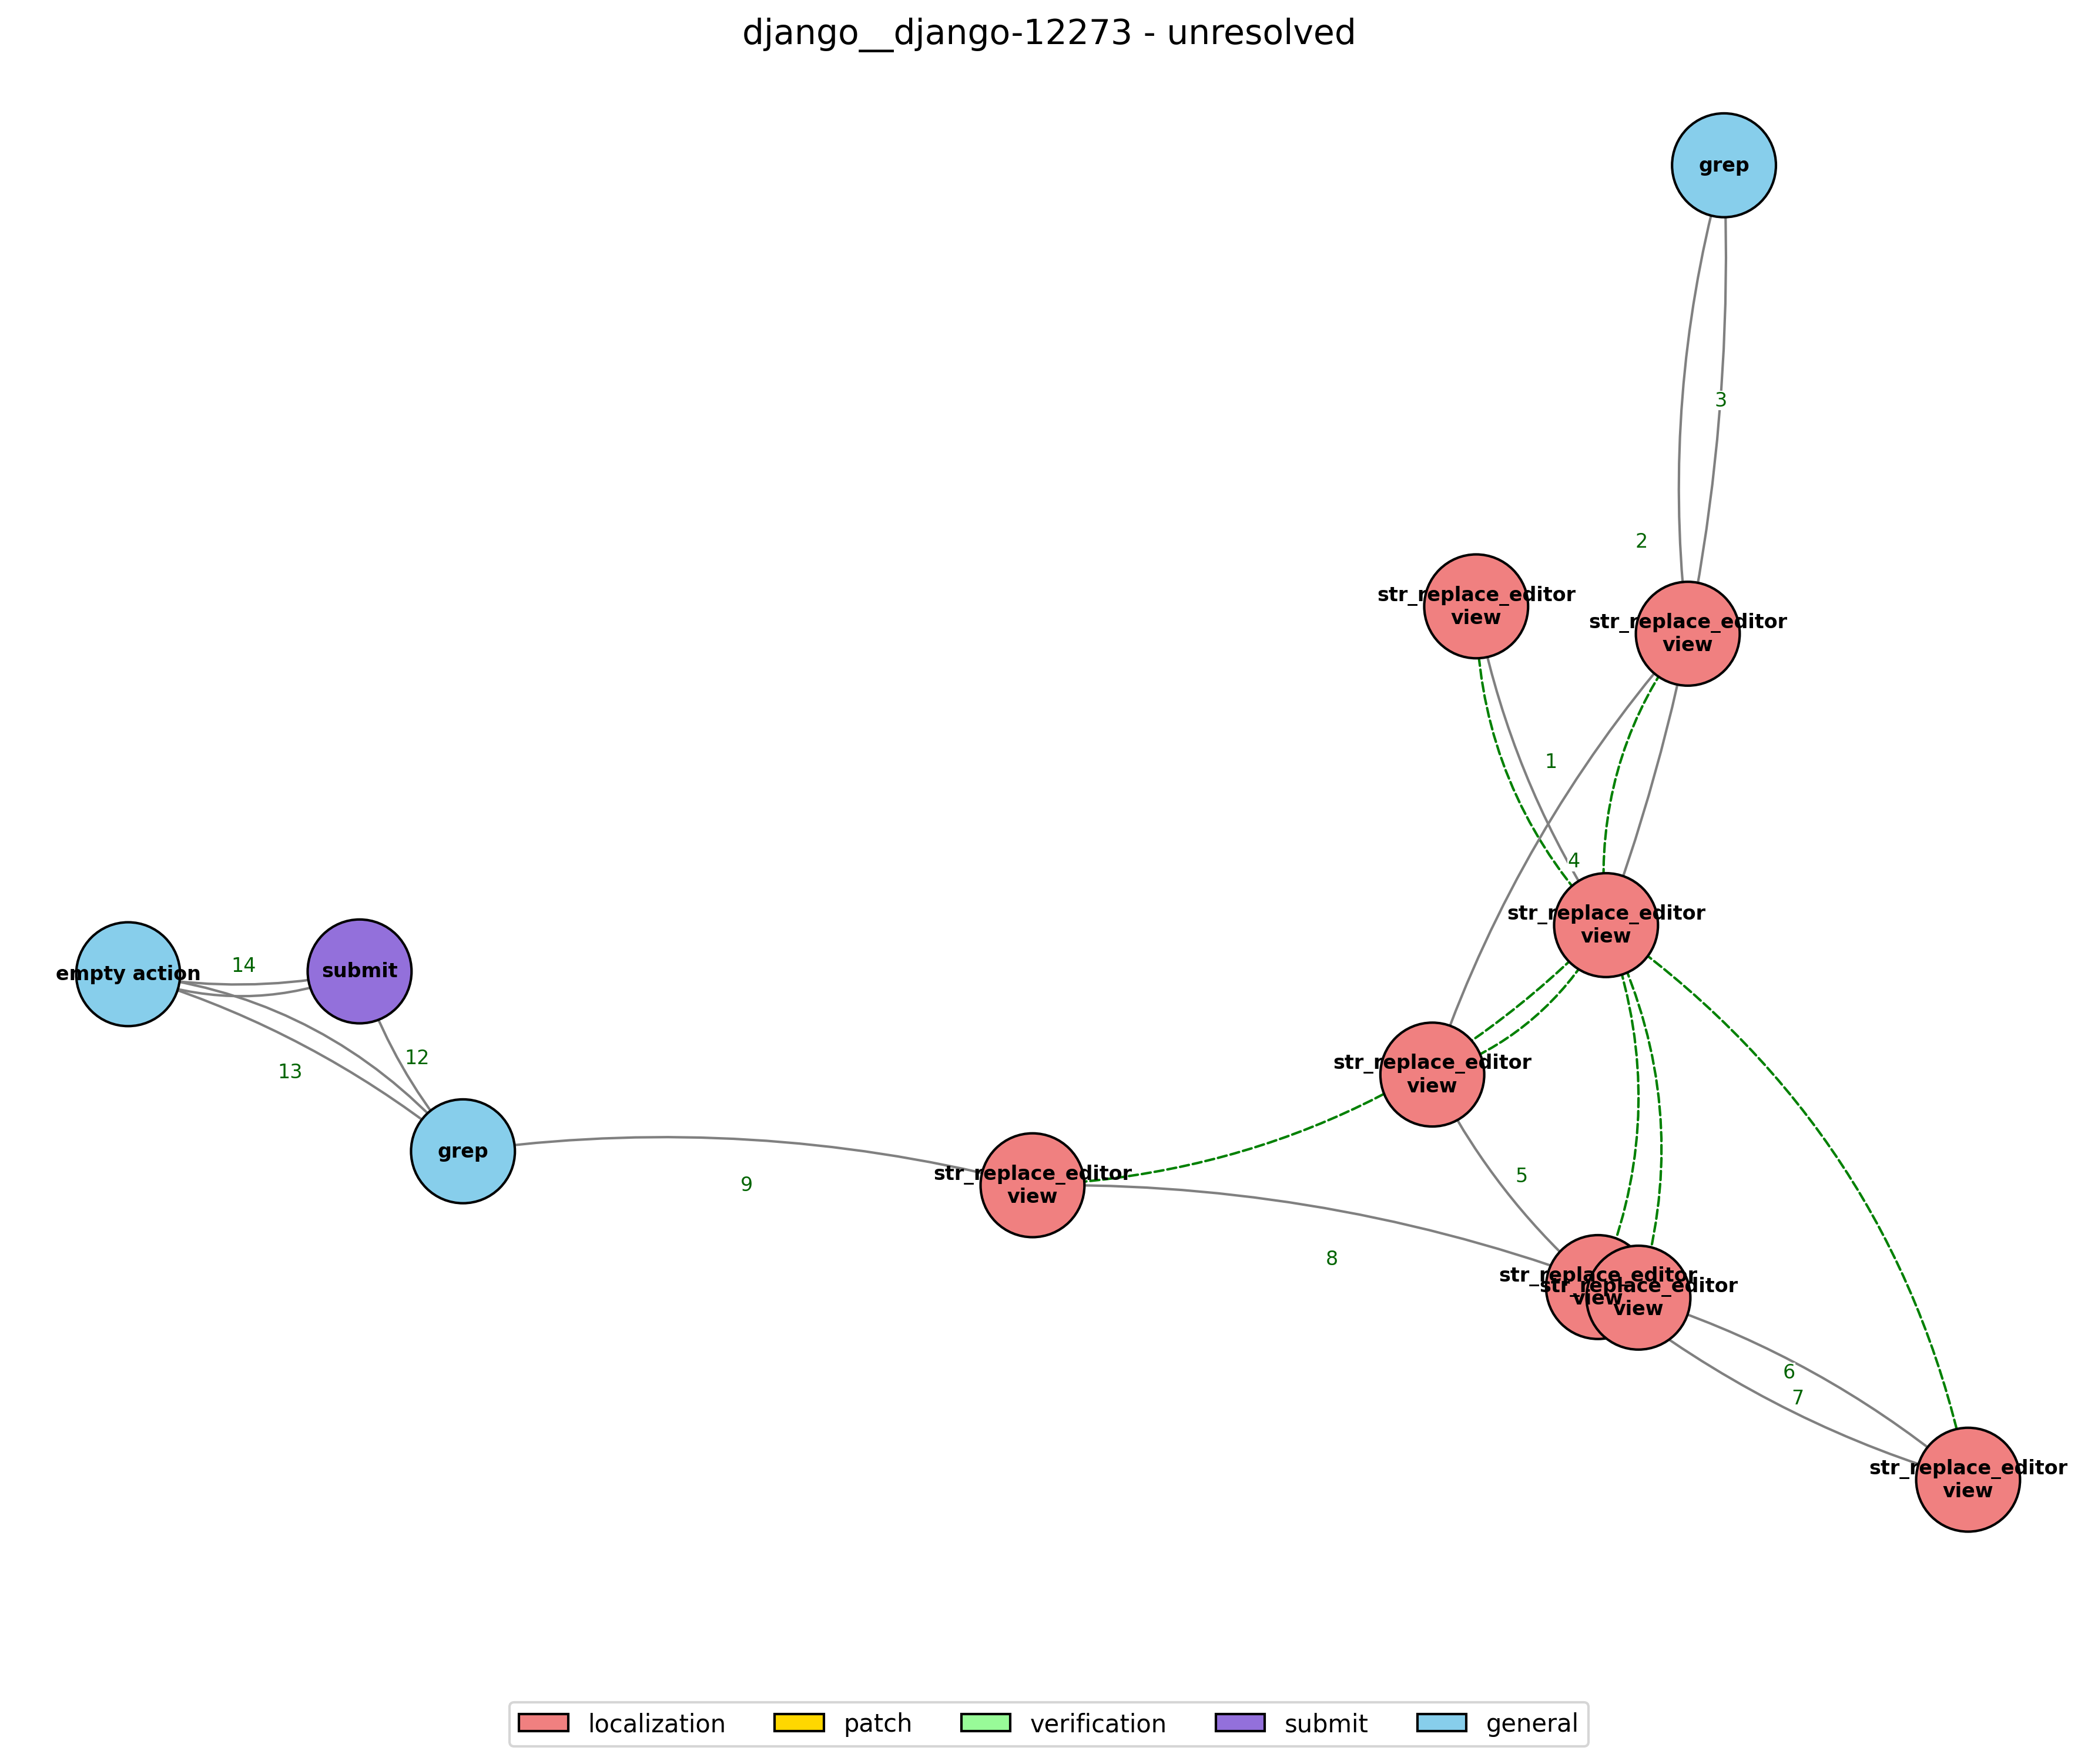 django__django-12273 - unresolved
grep
3
2
str_replace_editor
view
str_replace_editor
view
1
4
str_replace_editor
view
empty action
14
submit
13
12
grep
str_replace_editor
view
5
str_replace_editor
view
9
8
str_replace_editor
view
str_replace_editor
view
6
7
str_replace_editor
view
localization
patch
verification
submit
general